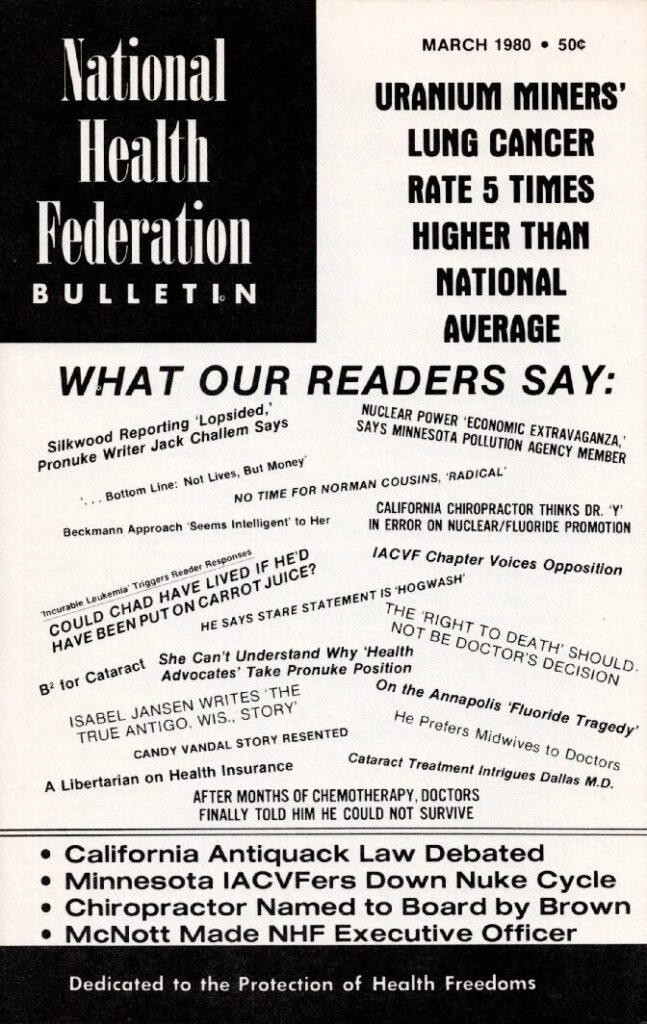 National
Health
Federation
BULLETIN
MARCH 1980 • 50¢
URANIUM MINERS'
LUNG CANCER
RATE 5 TIMES
HIGHER THAN
NATIONAL
AVERAGE
WHAT OUR READERS SAY:
Silkwood Reporting 'Lopsided,'
Pronuke Writer Jack Challem Says
NUCLEAR POWER 'ECONOMIC EXTRAVAGANZA,'
SAYS MINNESOTA POLLUTION AGENCY MEMBER
'. . . Bottom Line: Not Lives, But Money'
NO TIME FOR NORMAN COUSINS, 'RADICAL'
Beckmann Approach 'Seems Intelligent' to Her
CALIFORNIA CHIROPRACTOR THINKS DR. 'Y'
IN ERROR ON NUCLEAR/FLUORIDE PROMOTION
'Incurable Leukemia' Triggers Reader Responses
COULD CHAD HAVE LIVED IF HE'D
HAVE BEEN PUT ON CARROT JUICE?
IACVF Chapter Voices Opposition
HE SAYS STARE STATEMENT IS 'HOGWASH'
THE 'RIGHT TO DEATH' SHOULD
NOT BE DOCTOR'S DECISION
B² for Cataract
She Can't Understand Why 'Health
Advocates' Take Pronuke Position
ISABEL JANSEN WRITES 'THE
TRUE ANTIGO, WIS., STORY'
On the Annapolis 'Fluoride Tragedy'
He Prefers Midwives to Doctors
CANDY VANDAL STORY RESENTED
A Libertarian on Health Insurance
Cataract Treatment Intrigues Dallas M.D.
AFTER MONTHS OF CHEMOTHERAPY, DOCTORS
FINALLY TOLD HIM HE COULD NOT SURVIVE
• California Antiquack Law Debated
• Minnesota IACVFers Down Nuke Cycle
• Chiropractor Named to Board by Brown
• McNott Made NHF Executive Officer
Dedicated to the Protection of Health Freedoms